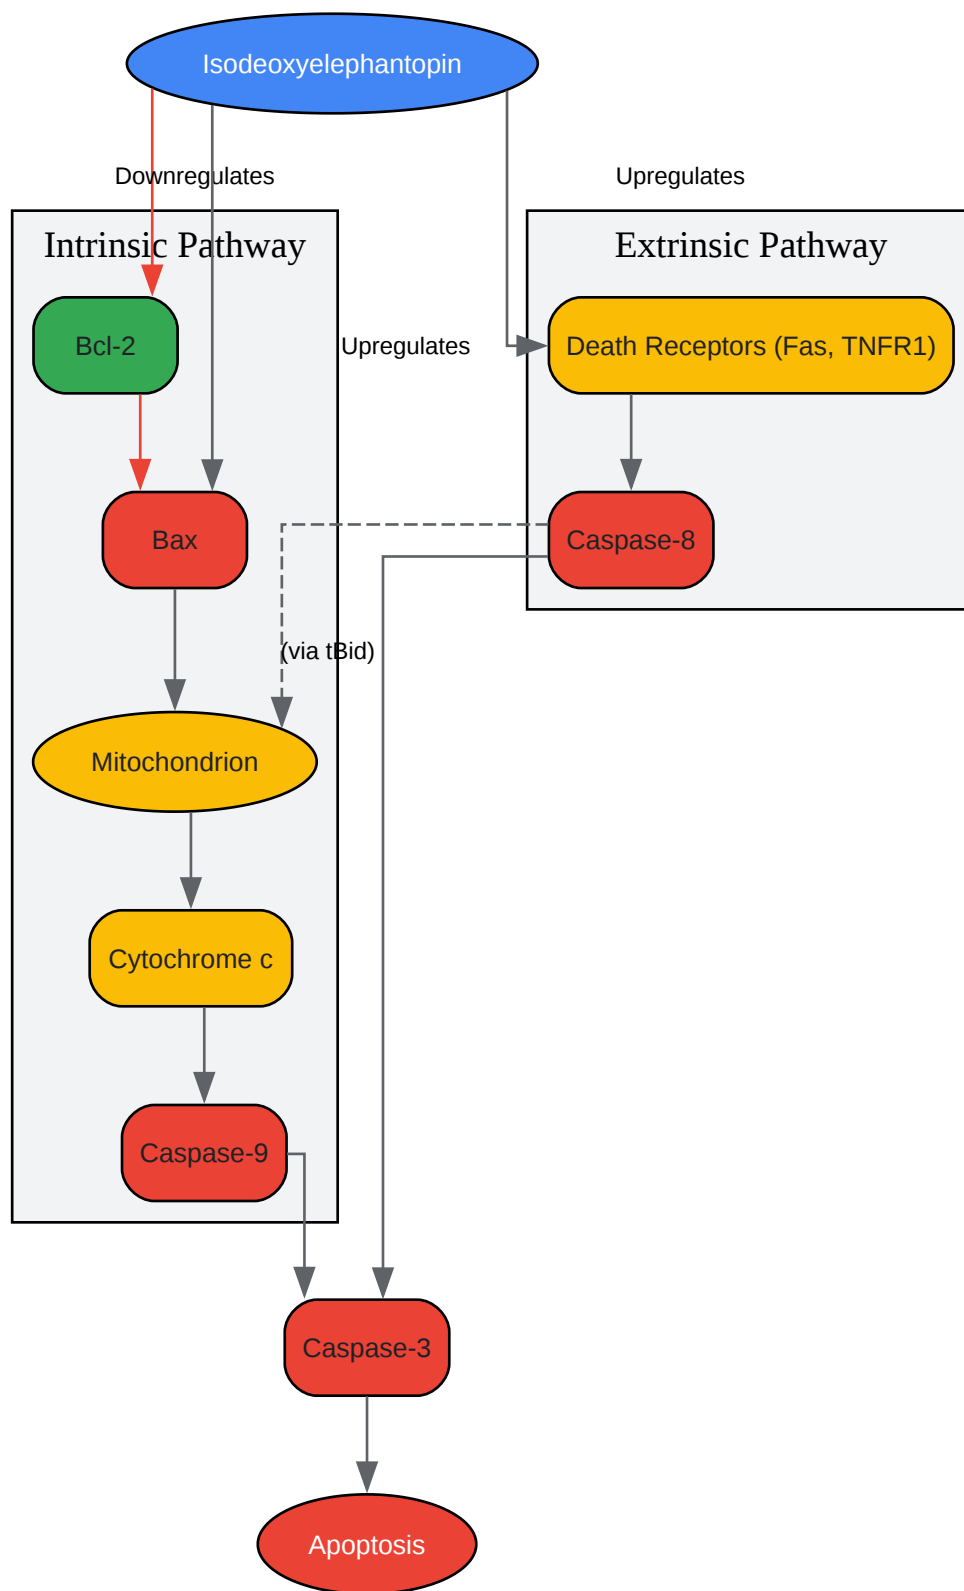 Isodeoxyelephantopin
Downregulates
Upregulates
Intrinsic Pathway
Extrinsic Pathway
Bcl-2
Upregulates
Death Receptors (Fas, TNFR1)
Bax
Caspase-8
(via tBid)
Mitochondrion
Cytochrome c
Caspase-9
Caspase-3
Apoptosis